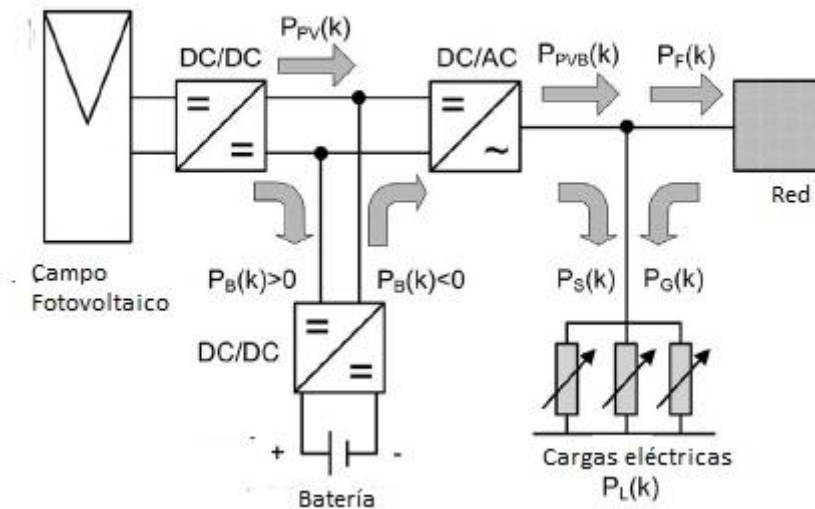 P_PV(k)
DC/DC
DC/AC
P_PVB(k)
P_F(k)
Red
Campo
Fotovoltaico
P_B(k)>0
P_B(k)<0
P_S(k)
P_G(k)
DC/DC
+
-
Batería
Cargas eléctricas
P_L(k)